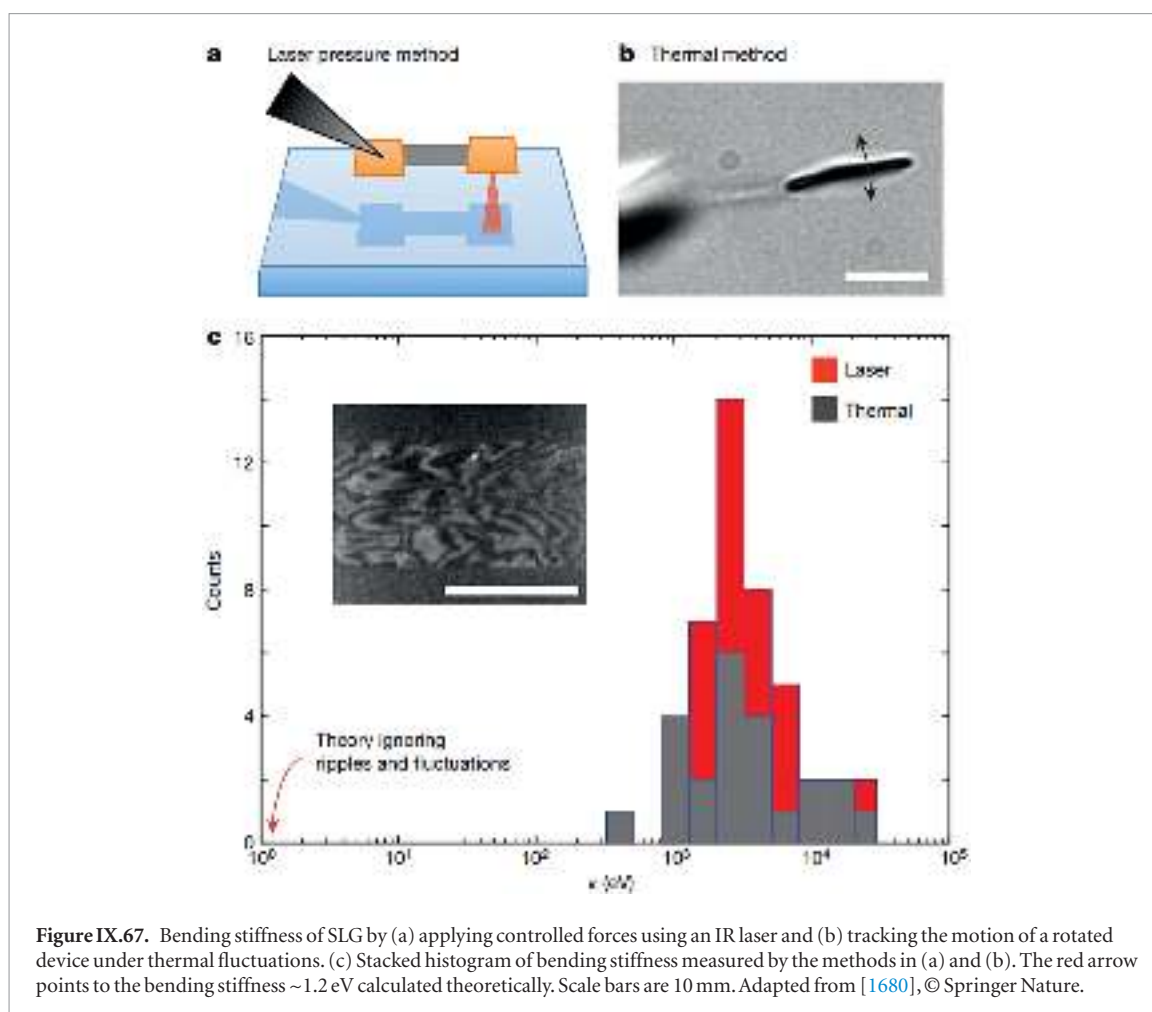 a Laser pressure method
b Thermal method
c
16
12
8
4
0
Counts
Laser
Thermal
Theory ignoring
ripples and fluctuations
10⁰ 10¹ 10² 10³ 10⁴ 10⁵
κ (eV)
Figure IX.67. Bending stiffness of SLG by (a) applying controlled forces using an IR laser and (b) tracking the motion of a rotated
device under thermal fluctuations. (c) Stacked histogram of bending stiffness measured by the methods in (a) and (b). The red arrow
points to the bending stiffness ~1.2 eV calculated theoretically. Scale bars are 10 mm. Adapted from [1680], © Springer Nature.